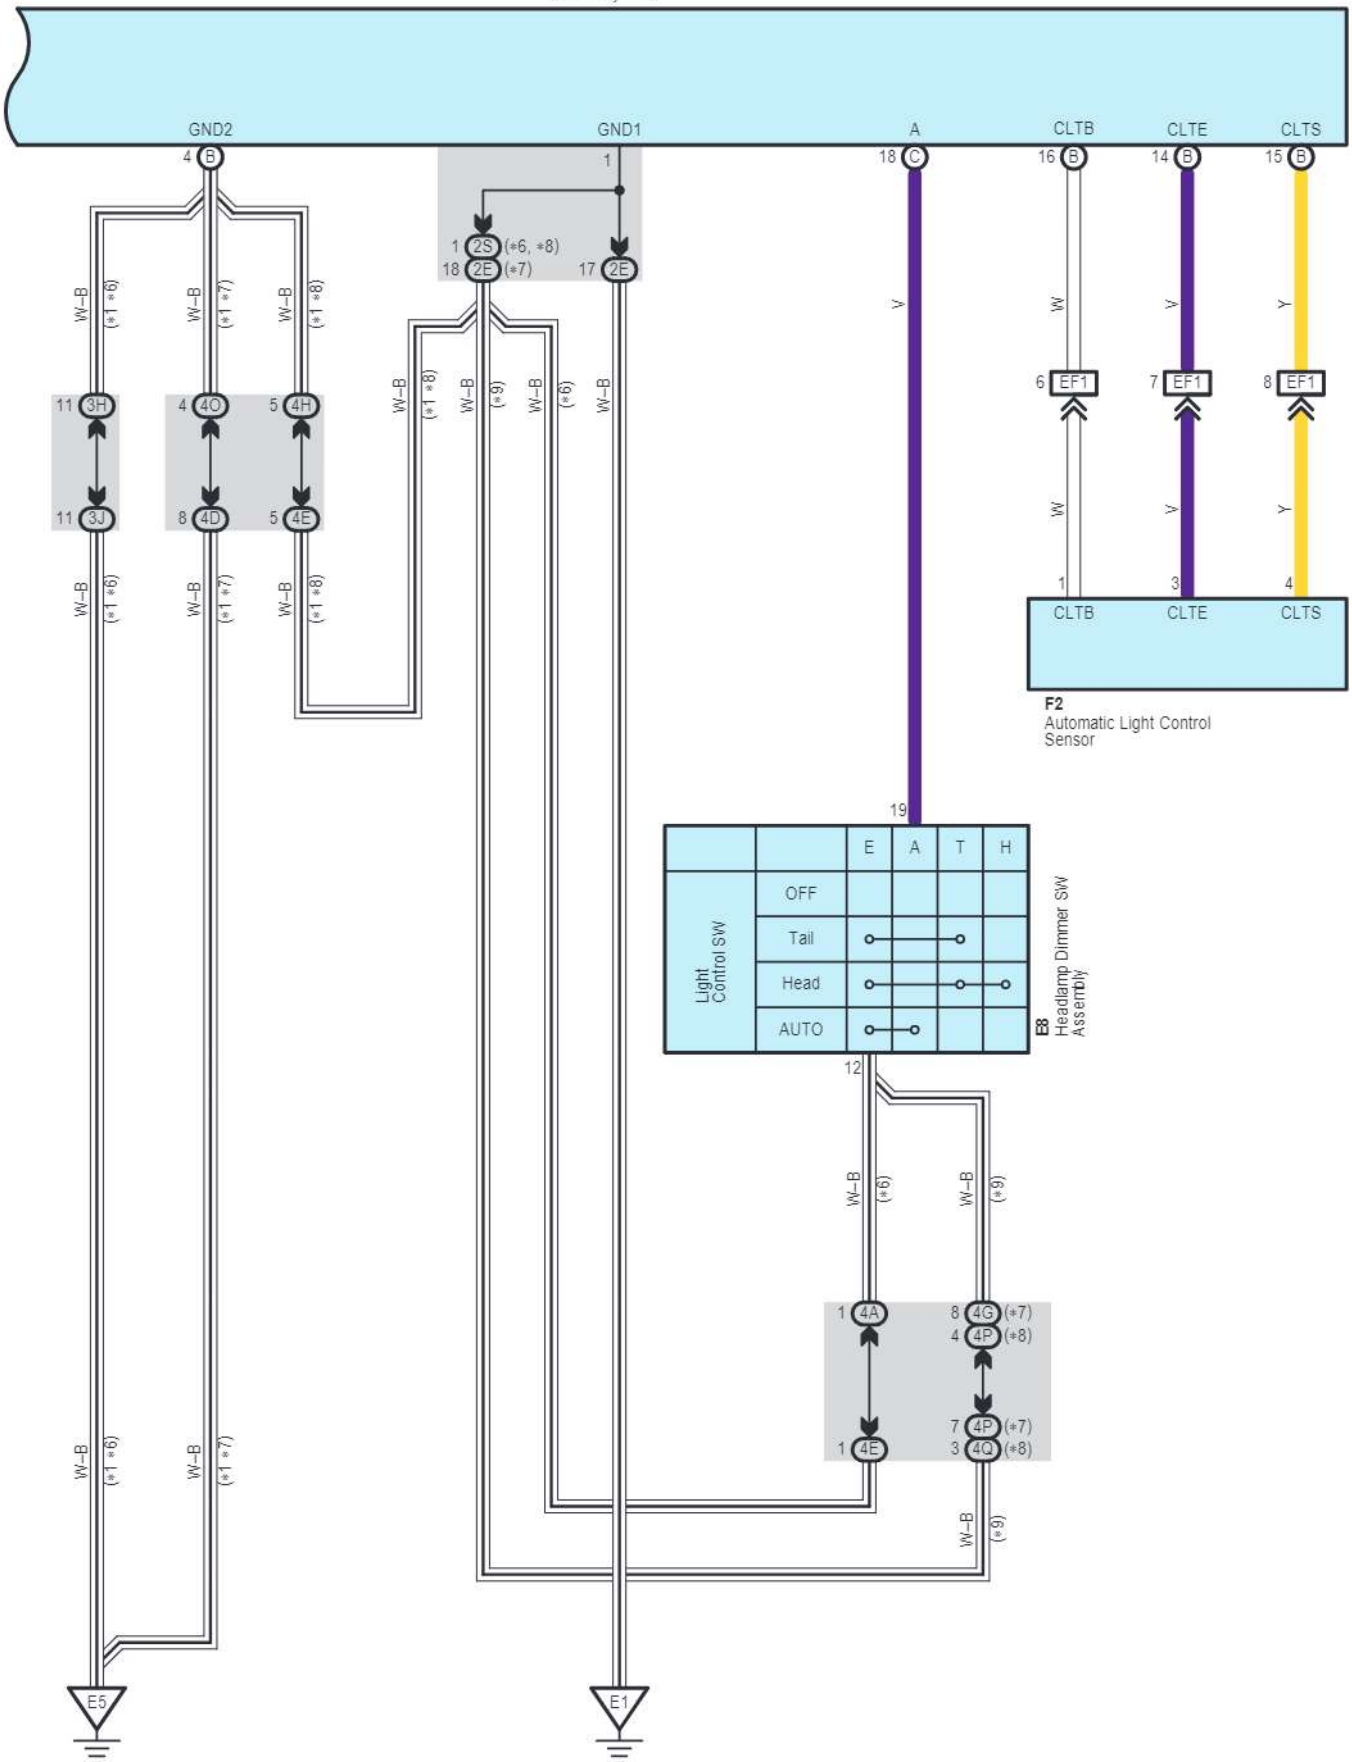 GND2 GND1 A CLTB CLTE CLTS
4 B 1 18 C 16 B 14 B 15 B
1 2S (*6, *8)
18 2E (*7) 17 2E
W-B (*1 *6) W-B (*1 *7) W-B (*1 *8) V W V Y
W-B (*1 *8) W-B (*9) W-B (*6) W-B
6 EF1 7 EF1 8 EF1
11 3H 4 4O 5 4H
11 3J 8 4D 5 4E
W V Y
W-B (*1 *6) W-B (*1 *7) W-B (*1 *8)
1 3 4
CLTB CLTE CLTS
F2
Automatic Light Control
Sensor
19
E A T H
Light
Control SW
OFF
Tail
Head
AUTO
E8
Headlamp Dimmer SW
Assembly
12
W-B (*6) W-B (*9)
1 4A 8 4G (*7)
4 4P (*8)
7 4P (*7)
1 4E 3 4Q (*8)
W-B (*1 *6) W-B (*1 *7)
W-B (*9)
E5 E1